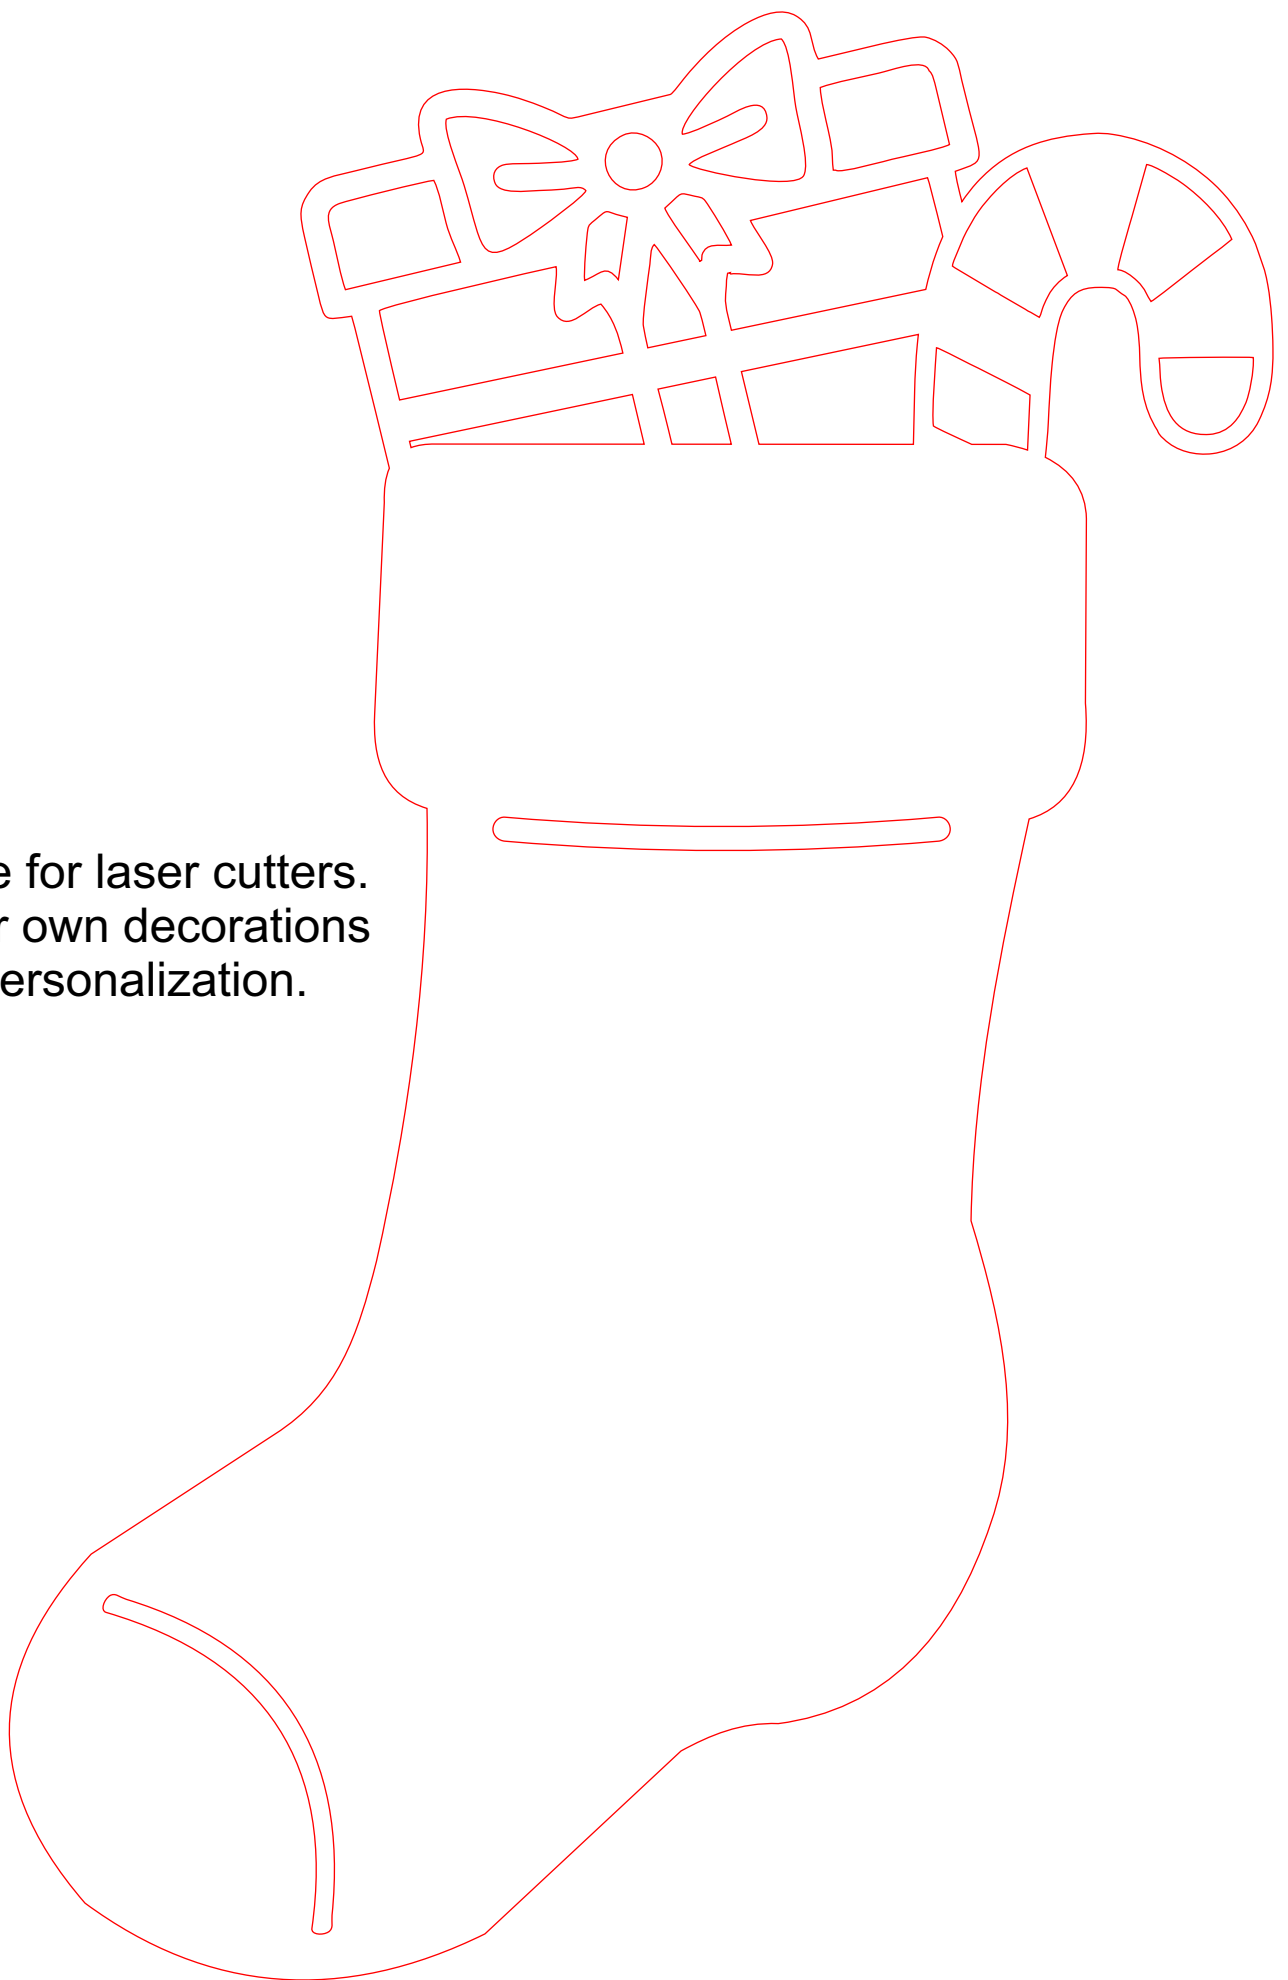 e for laser cutters.
r own decorations
ersonalization.